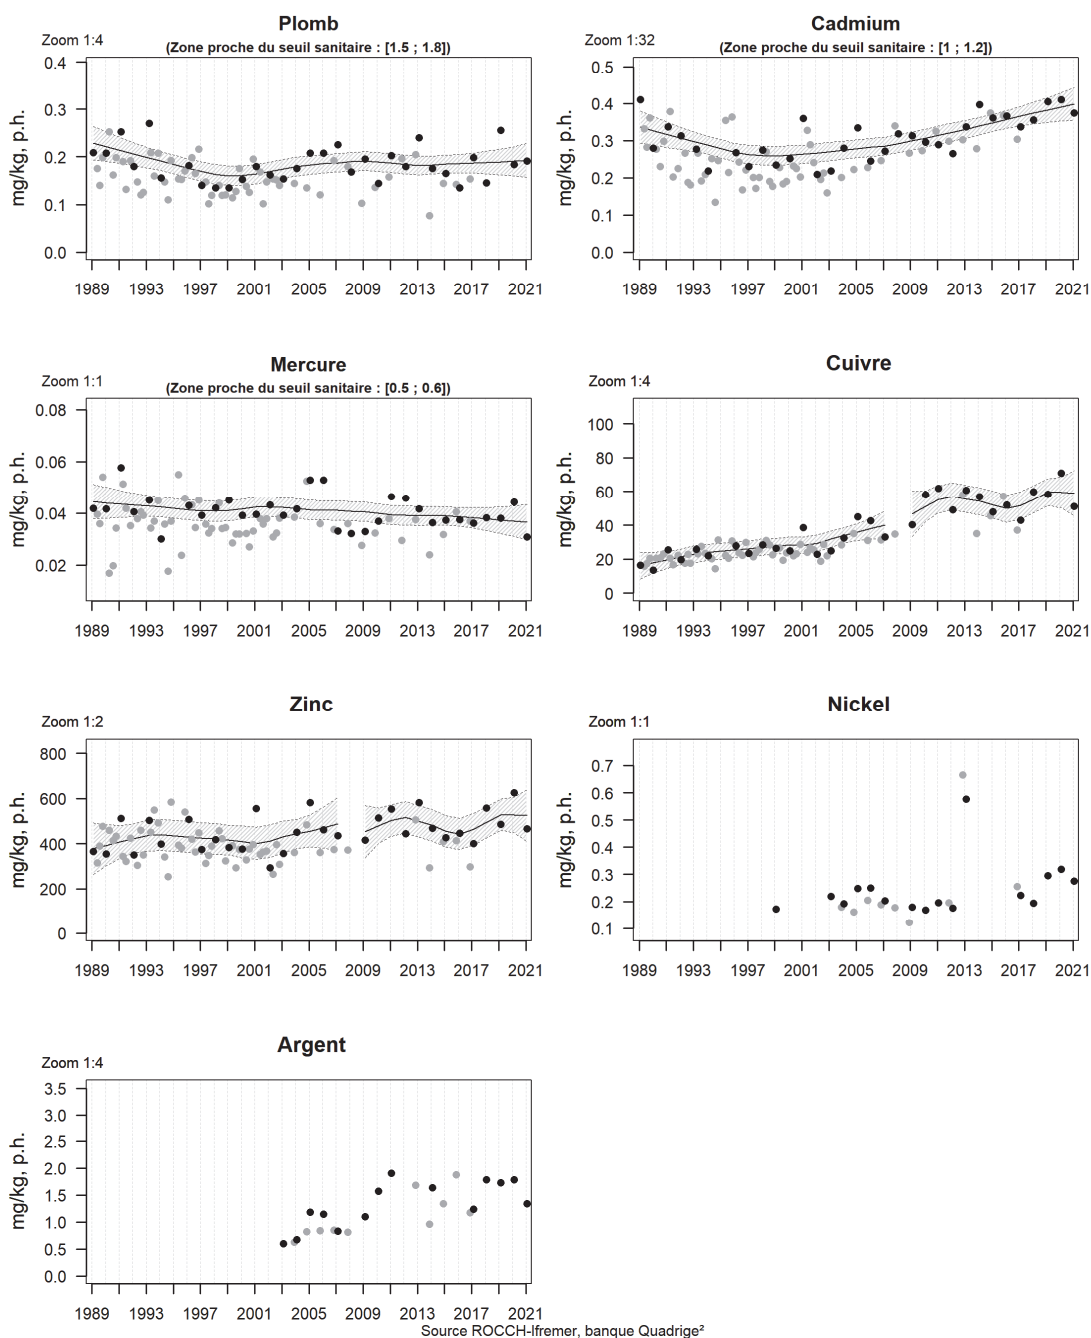 Plomb
Zoom 1:4
(Zone proche du seuil sanitaire : [1.5 ; 1.8])
mg/kg, p.h.
0.4
0.3
0.2
0.1
0.0
1989 1993 1997 2001 2005 2009 2013 2017 2021
Cadmium
Zoom 1:32
(Zone proche du seuil sanitaire : [1 ; 1.2])
mg/kg, p.h.
0.5
0.4
0.3
0.2
0.1
0.0
1989 1993 1997 2001 2005 2009 2013 2017 2021
Mercure
Zoom 1:1
(Zone proche du seuil sanitaire : [0.5 ; 0.6])
mg/kg, p.h.
0.08
0.06
0.04
0.02
1989 1993 1997 2001 2005 2009 2013 2017 2021
Cuivre
Zoom 1:4
mg/kg, p.h.
100
80
60
40
20
0
1989 1993 1997 2001 2005 2009 2013 2017 2021
Zinc
Zoom 1:2
mg/kg, p.h.
800
600
400
200
0
1989 1993 1997 2001 2005 2009 2013 2017 2021
Nickel
Zoom 1:1
mg/kg, p.h.
0.7
0.6
0.5
0.4
0.3
0.2
0.1
1989 1993 1997 2001 2005 2009 2013 2017 2021
Argent
Zoom 1:4
mg/kg, p.h.
3.5
3.0
2.5
2.0
1.5
1.0
0.5
0.0
1989 1993 1997 2001 2005 2009 2013 2017 2021
Source ROCCH-Ifremer, banque Quadrige²